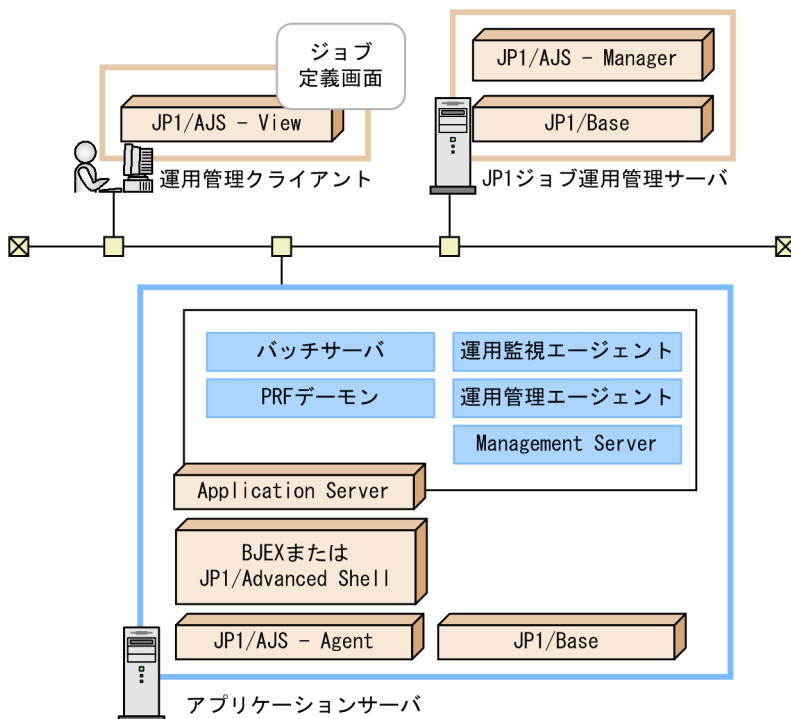 ジョブ
定義画面
JP1/AJS - View
運用管理クライアント
JP1/AJS - Manager
JP1/Base
JP1ジョブ運用管理サーバ
バッチサーバ
運用監視エージェント
PRFデーモン
運用管理エージェント
Management Server
Application Server
BJEXまたは
JP1/Advanced Shell
JP1/AJS - Agent
JP1/Base
アプリケーションサーバ